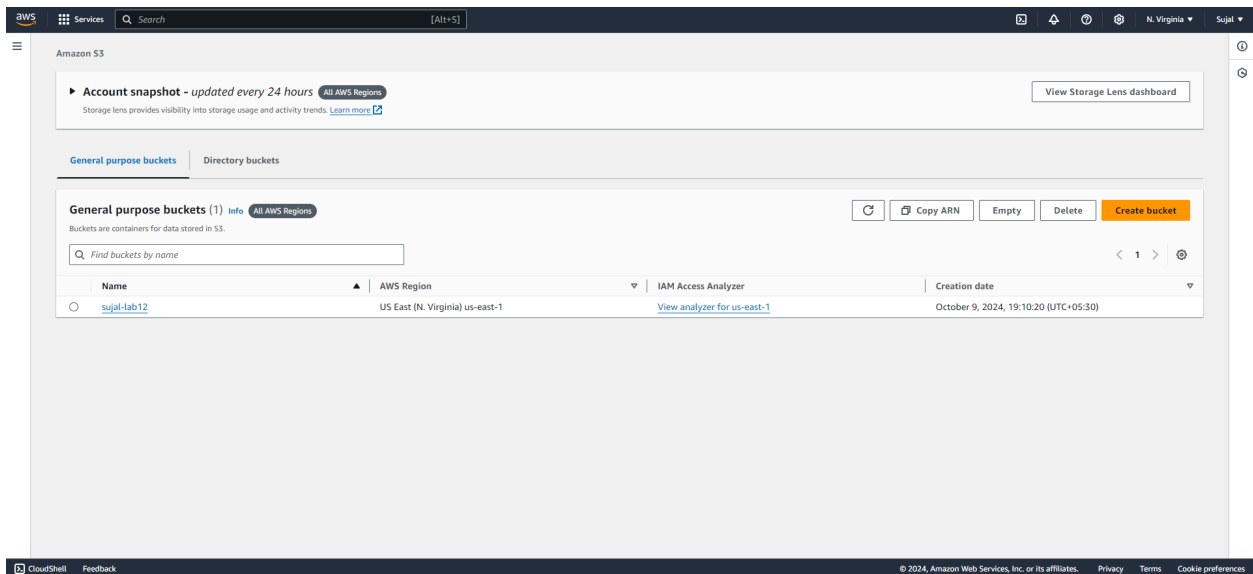 aws Services Search [Alt+S] N. Virginia Sujal
Amazon S3
Account snapshot - updated every 24 hours All AWS Regions View Storage Lens dashboard
Storage lens provides visibility into storage usage and activity trends. Learn more
General purpose buckets Directory buckets
General purpose buckets (1) Info All AWS Regions Copy ARN Empty Delete Create bucket
Buckets are containers for data stored in S3.
Find buckets by name 1
Name AWS Region IAM Access Analyzer Creation date
sujal-lab12 US East (N. Virginia) us-east-1 View analyzer for us-east-1 October 9, 2024, 19:10:20 (UTC+05:30)
CloudShell Feedback © 2024, Amazon Web Services, Inc. or its affiliates. Privacy Terms Cookie preferences